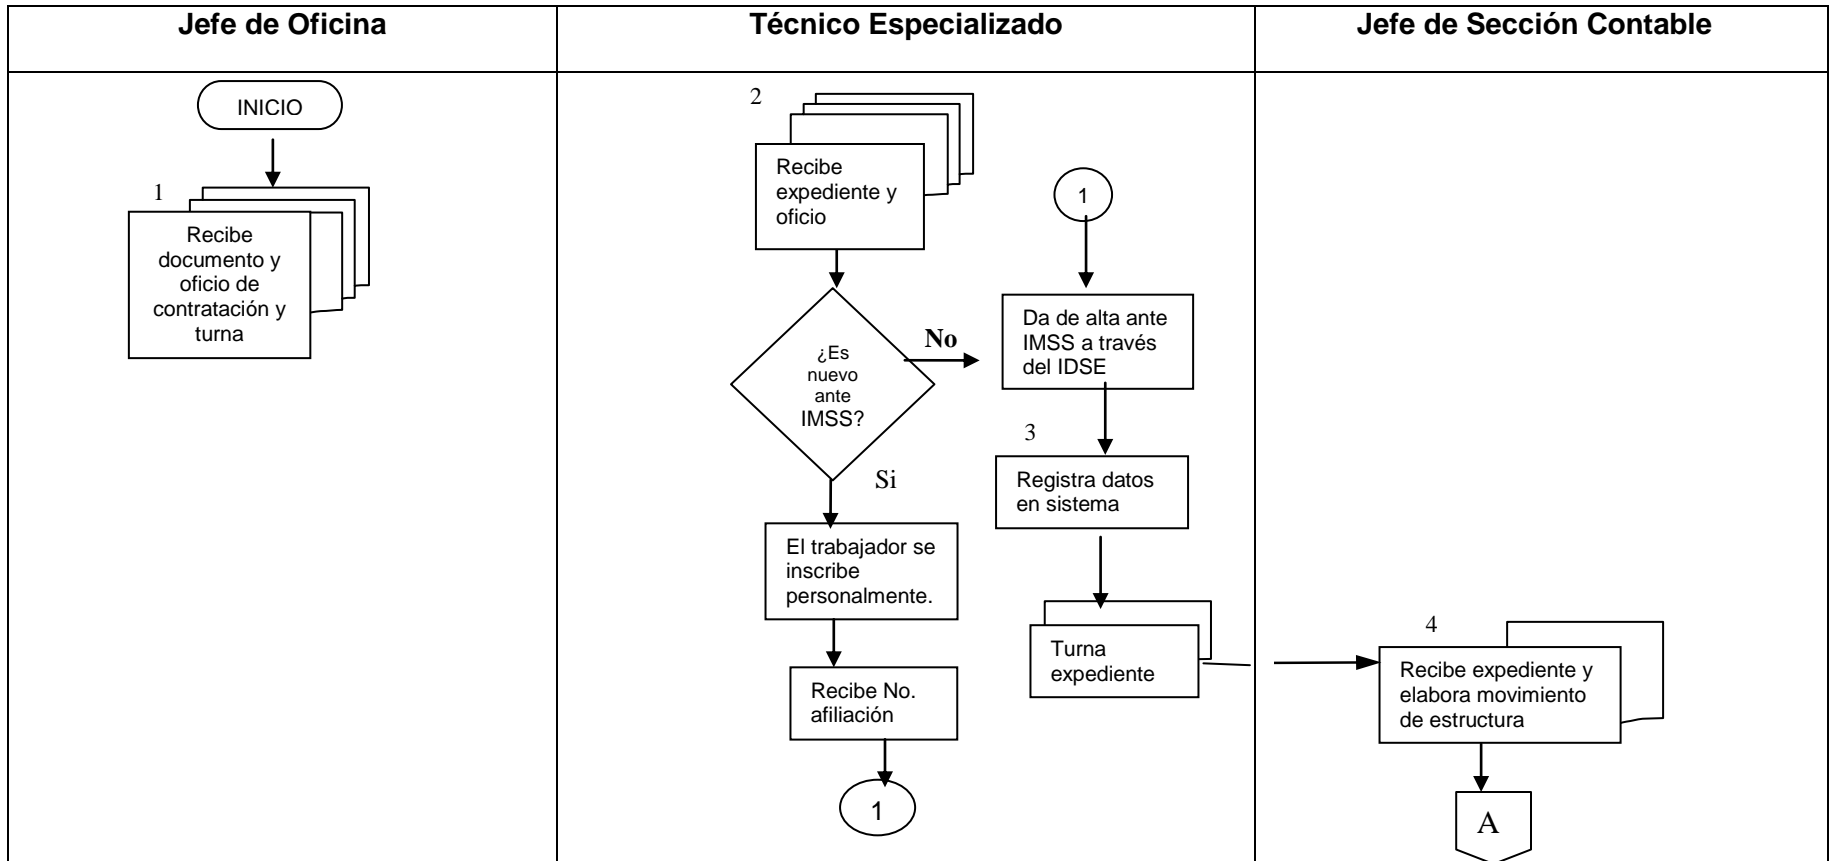 Jefe de Oficina
Técnico Especializado
Jefe de Sección Contable
INICIO
1
Recibe
documento y
oficio de
contratación y
turna
2
Recibe
expediente y
oficio
¿Es
nuevo
ante
IMSS?
No
Si
El trabajador se
inscribe
personalmente.
Recibe No.
afiliación
1
1
Da de alta ante
IMSS a través
del IDSE
3
Registra datos
en sistema
Turna
expediente
4
Recibe expediente y
elabora movimiento
de estructura
A